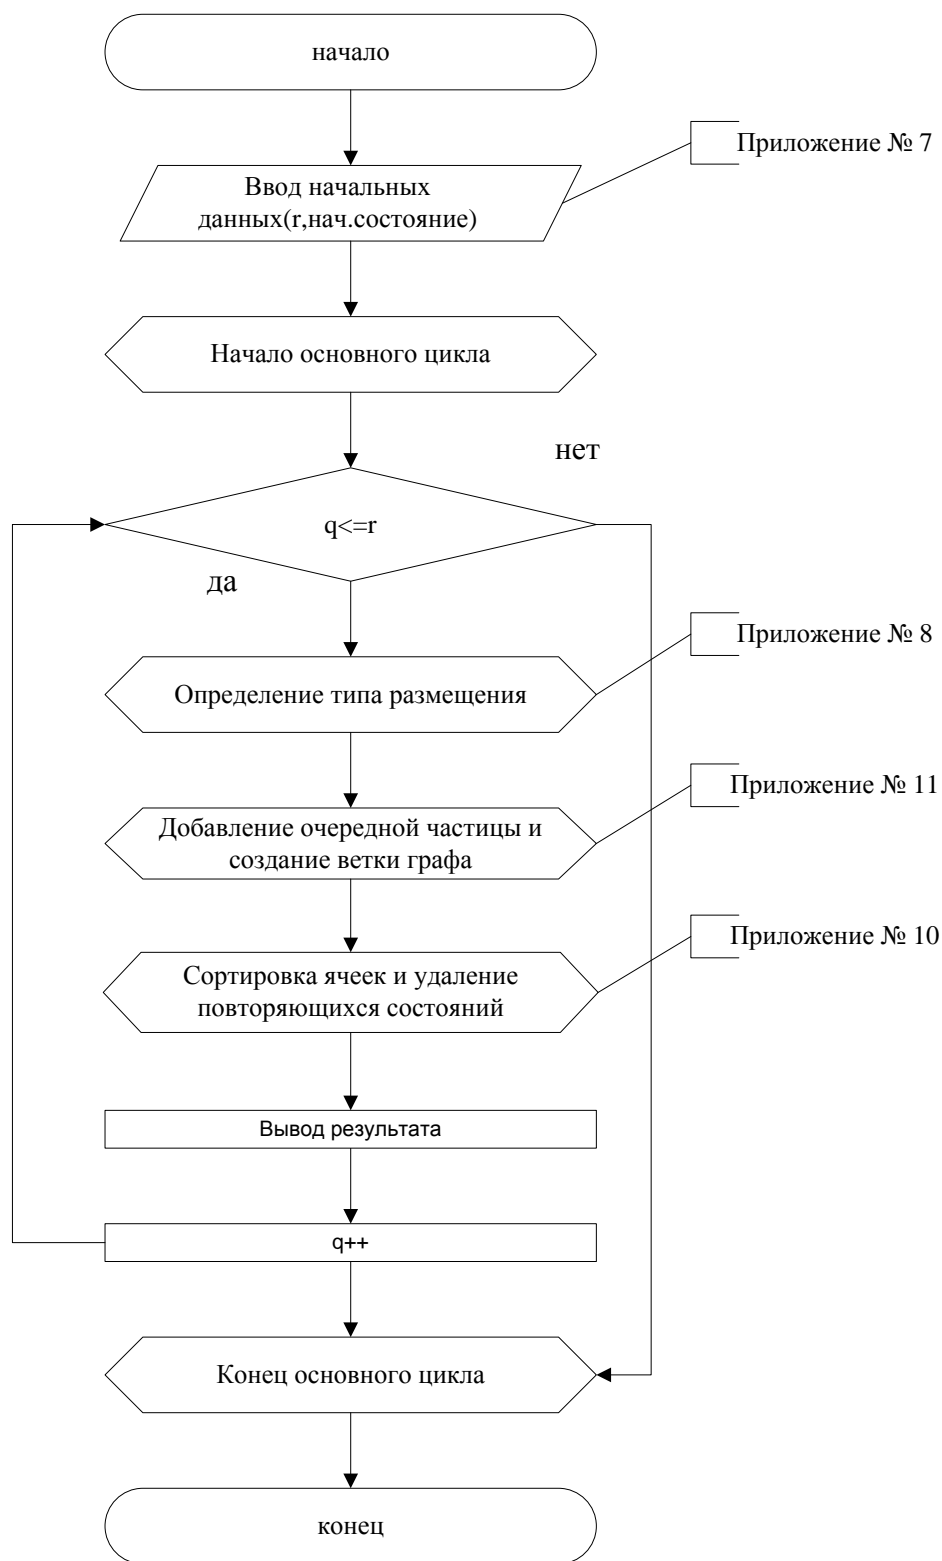 начало
Приложение № 7
Ввод начальных
данных(r,нач.состояние)
Начало основного цикла
нет
q<=r
да
Приложение № 8
Определение типа размещения
Приложение № 11
Добавление очередной частицы и
создание ветки графа
Приложение № 10
Сортировка ячеек и удаление
повторяющихся состояний
Вывод результата
q++
Конец основного цикла
конец